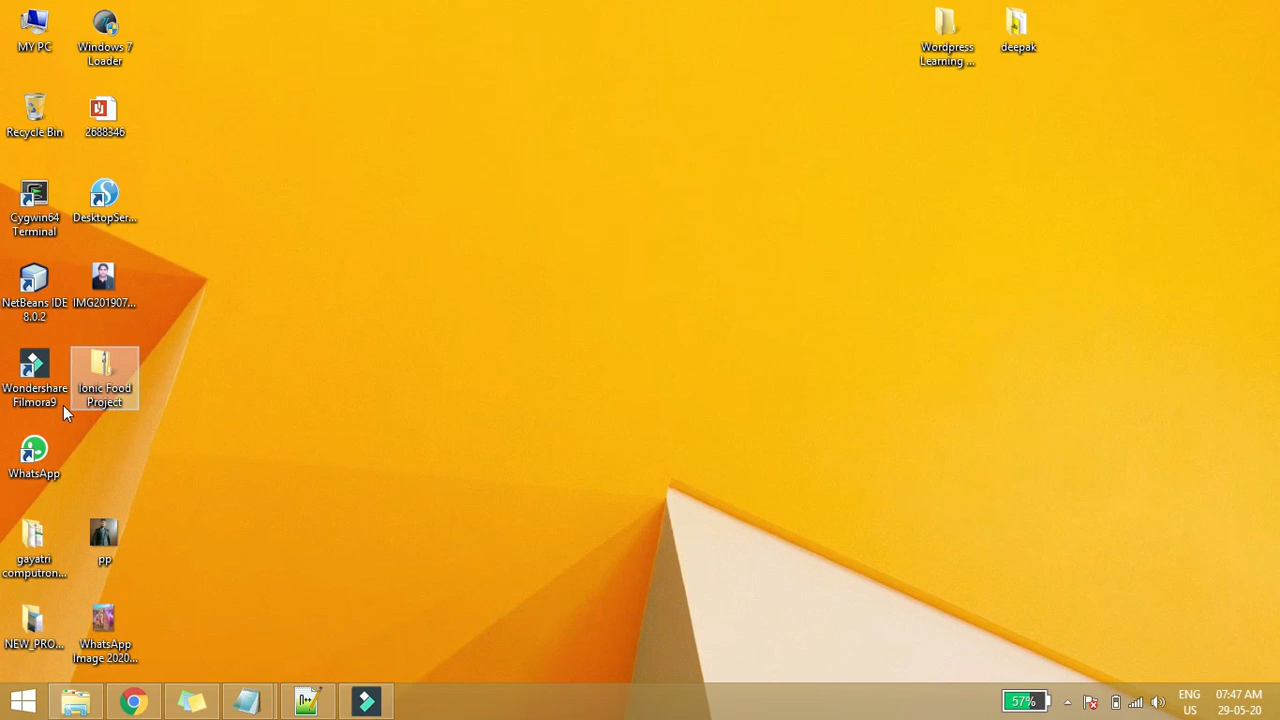 MY PC
Windows 7
Loader
Wordpress
Learning ...
deepak
Recycle Bin
2688346
Cygwin64
Terminal
DesktopSer...
NetBeans IDE
8.0.2
IMG201907...
Wondershare
Filmora9
Ionic Food
Project
WhatsApp
gayatri
computron...
pp
NEW_PRO...
WhatsApp
Image 2020...
57%
ENG
US
07:47 AM
29-05-20